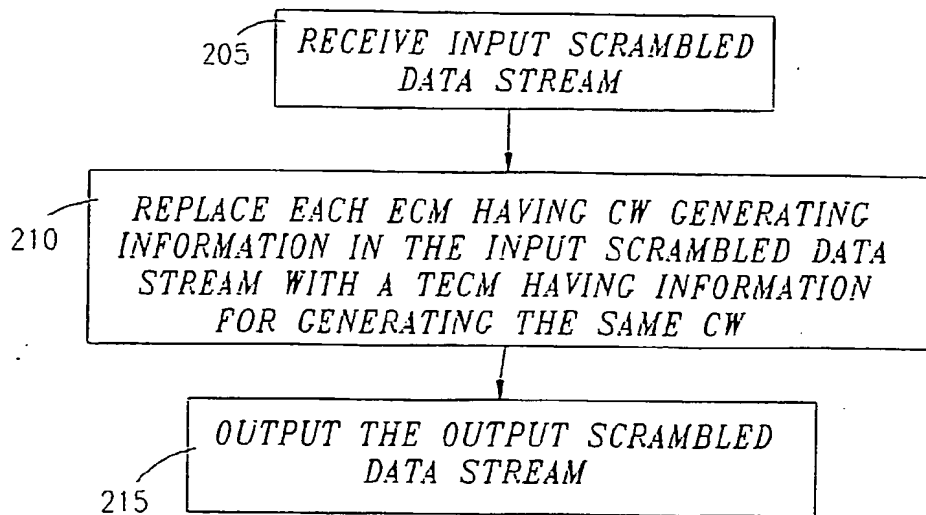 205
RECEIVE INPUT SCRAMBLED
DATA STREAM
210
REPLACE EACH ECM HAVING CW GENERATING
INFORMATION IN THE INPUT SCRAMBLED DATA
STREAM WITH A TECM HAVING INFORMATION
FOR GENERATING THE SAME CW
215
OUTPUT THE OUTPUT SCRAMBLED
DATA STREAM